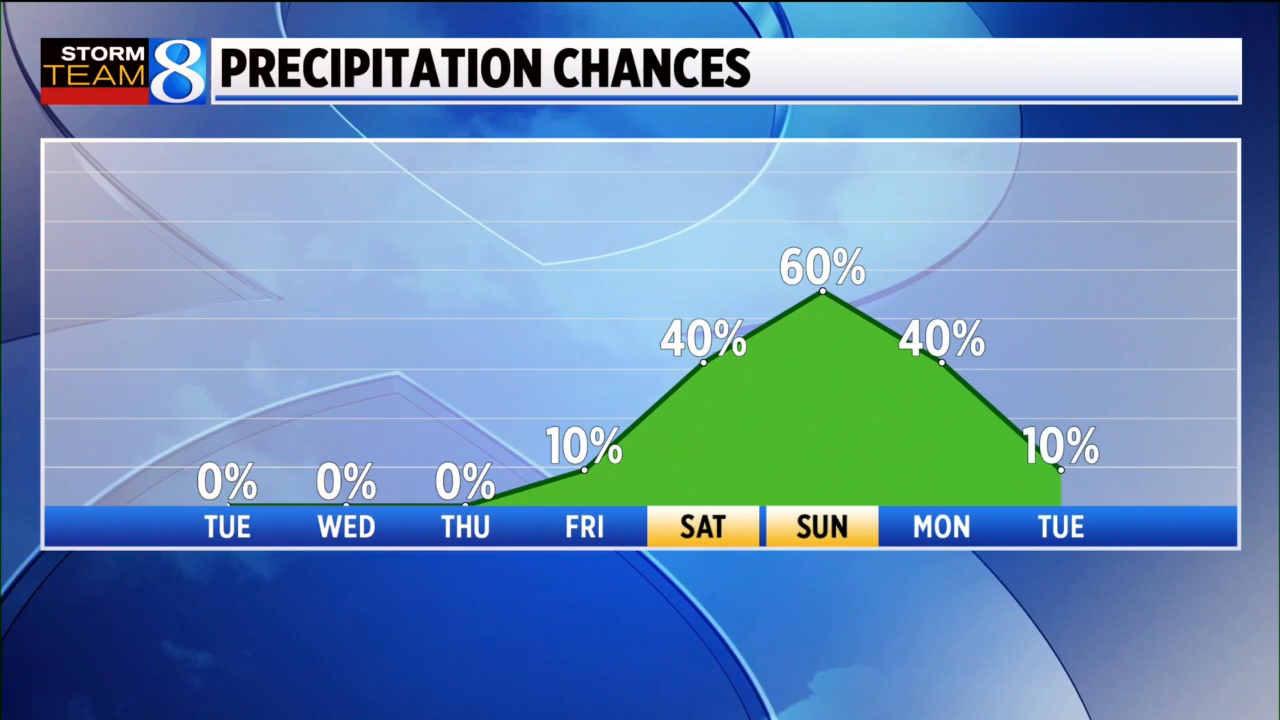 STORM
TEAM 8
PRECIPITATION CHANCES
0% 0% 0% 10% 40% 60% 40% 10%
TUE WED THU FRI SAT SUN MON TUE